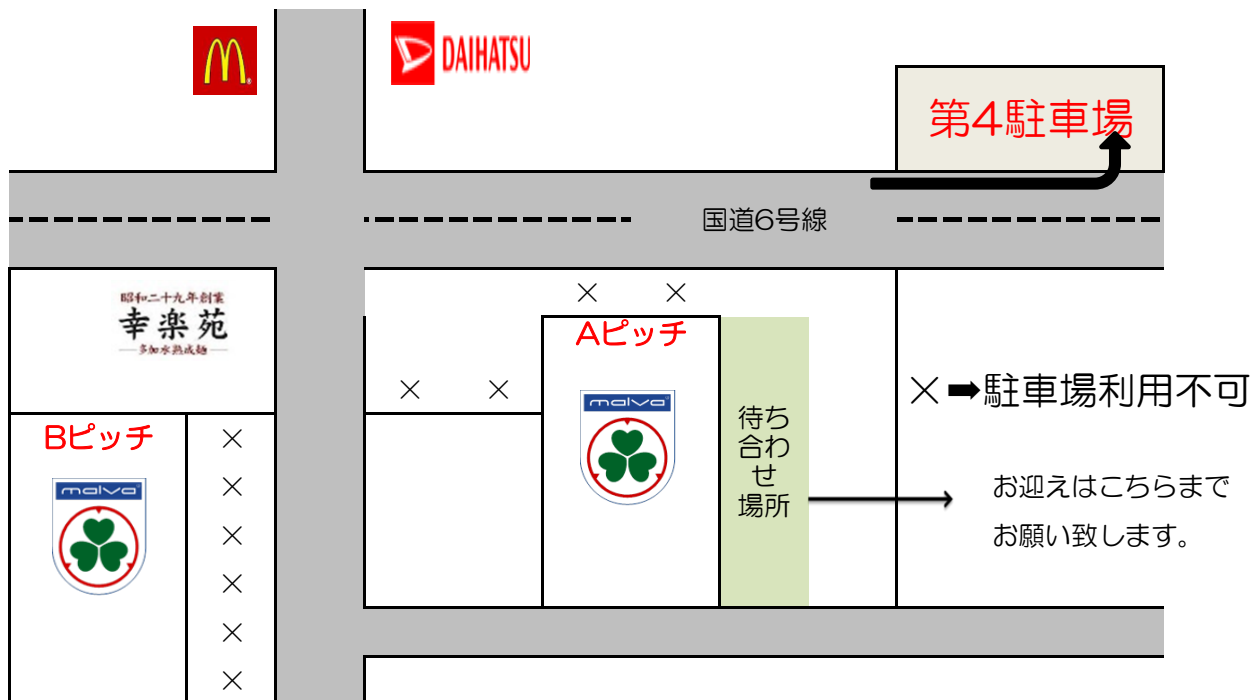 M
DAIHATSU
第4駐車場
国道6号線
昭和二十九年創業
幸楽苑
多加水熟成麺
× ×
Aピッチ
malva
× ×
待ち
合わ
せ
場所
×➡駐車場利用不可
お迎えはこちらまで
お願い致します。
Bピッチ
malva
×
×
×
×
×
×